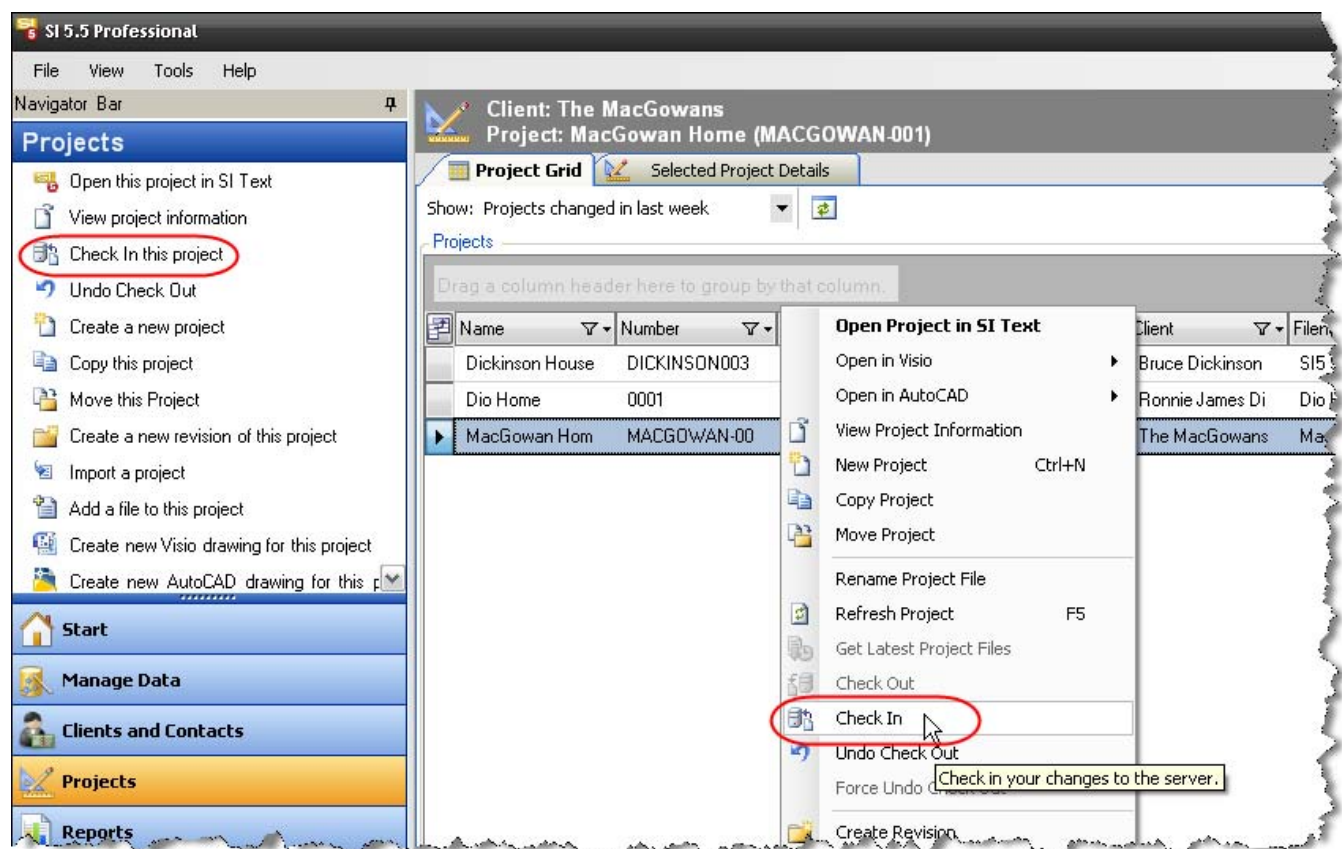 SI 5.5 Professional
File View Tools Help
Navigator Bar
Projects
Open this project in SI Text
View project information
Check In this project
Undo Check Out
Create a new project
Copy this project
Move this Project
Create a new revision of this project
Import a project
Add a file to this project
Create new Visio drawing for this project
Create new AutoCAD drawing for this
Start
Manage Data
Clients and Contacts
Projects
Reports
Client: The MacGowans
Project: MacGowan Home (MACGOWAN-001)
Project Grid Selected Project Details
Show: Projects changed in last week
Projects
Drag a column header here to group by that column.
Name Number Client
Dickinson House DICKINSON003 Bruce Dickinson SI5
Dio Home 0001 Ronnie James Di Dio
MacGowan Hom MACGOWAN-00 The MacGowans
Open Project in SI Text
Open in Visio
Open in AutoCAD
View Project Information
New Project Ctrl+N
Copy Project
Move Project
Rename Project File
Refresh Project F5
Get Latest Project Files
Check Out
Check In
Undo Check Out
Check in your changes to the server.
Force Undo
Create Revision